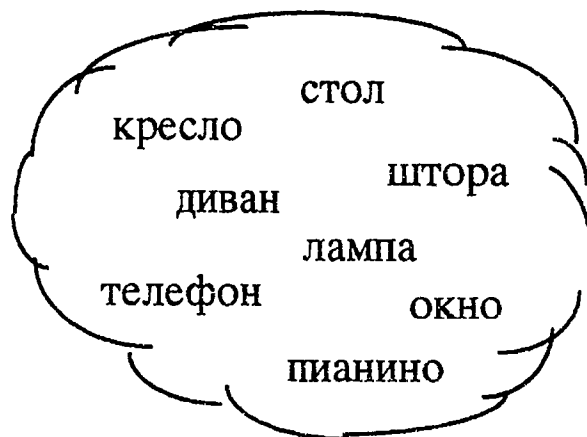 стол
кресло
штора
диван
лампа
телефон
окно
пианино